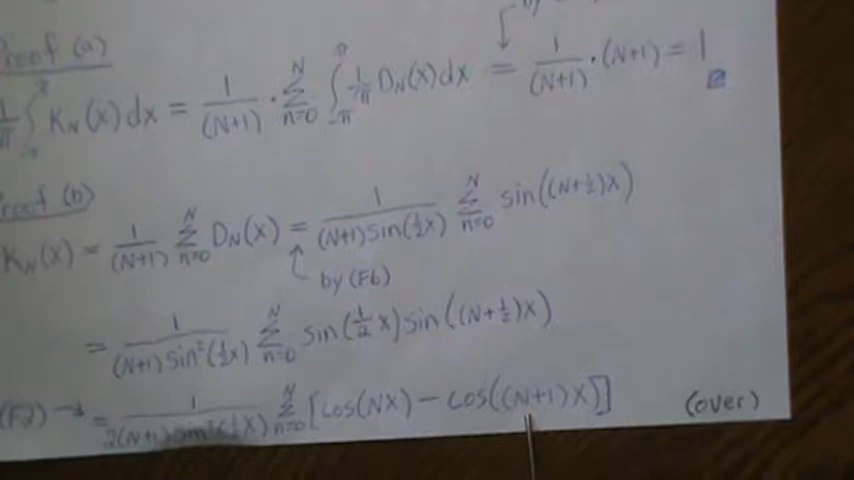 Proof (a)
1/π ∫_{-π}^{π} K_N(x)dx = 1/(N+1) · Σ_{n=0}^{N} ∫_{-π}^{π} 1/π D_N(x)dx = 1/(N+1) · (N+1) = 1
Proof (b)
K_N(x) = 1/(N+1) Σ_{n=0}^{N} D_N(x) = 1/((N+1)sin(½x)) Σ_{n=0}^{N} sin((N+½)x)
by (Fb)
= 1/((N+1)sin²(½x)) Σ_{n=0}^{N} sin(½x)sin((N+½)x)
(F2) → = 1/(2(N+1)sin²(½x)) Σ_{n=0}^{N} [cos(Nx) − cos((N+1)x)] (over)